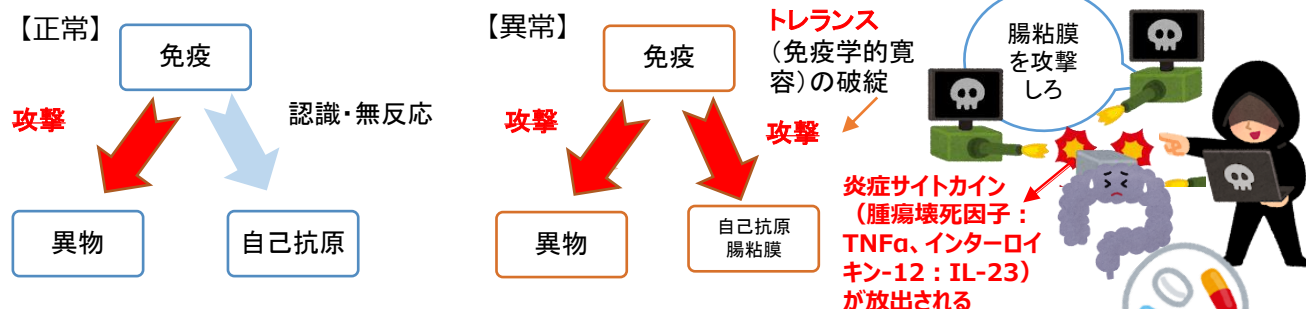 【正常】
免疫
攻撃
認識・無反応
異物
自己抗原
【異常】
免疫
トレランス
（免疫学的寛
容）の破綻
攻撃
攻撃
異物
自己抗原
腸粘膜
腸粘膜
を攻撃
しろ
炎症サイトカイン
（腫瘍壊死因子：
TNFα、インターロイ
キン-12：IL-23）
が放出される